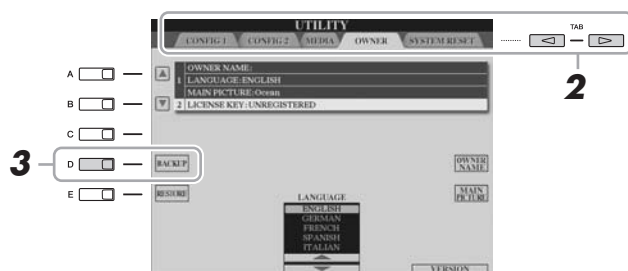 UTILITY
CONFIG 1 CONFIG 2 MEDIA OWNER SYSTEM RESET
TAB
2
OWNER NAME:
1 LANGUAGE:ENGLISH
MAIN PICTURE:Ocean
2 LICENSE KEY:UNREGISTERED
A
B
C
3
D
E
BACKUP
RESTORE
OWNER NAME
MAIN PICTURE
LANGUAGE
ENGLISH
GERMAN
FRENCH
SPANISH
ITALIAN
VERSION